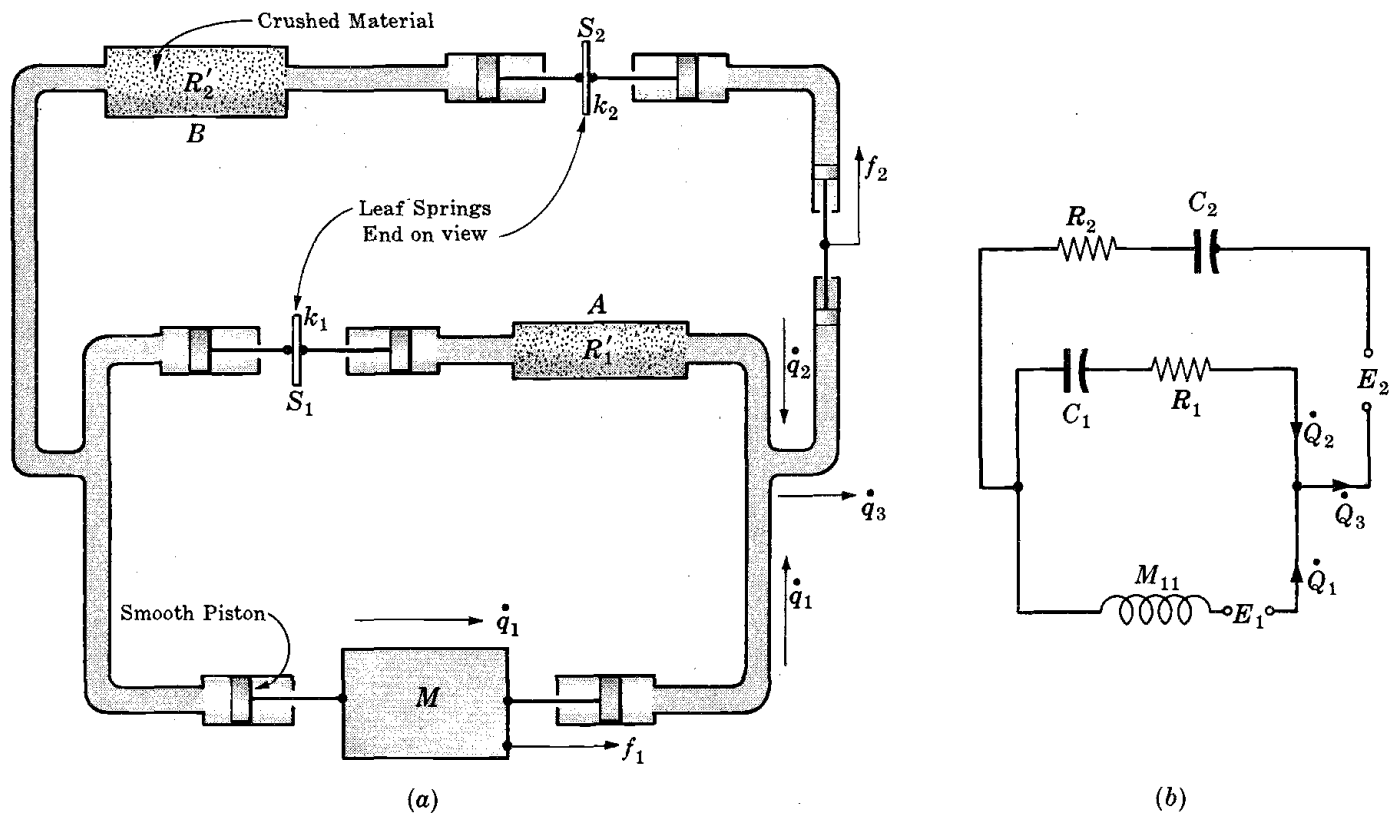 Crushed Material
S₂
R′₂
k₂
B
f₂
Leaf Springs
End on view
k₁
A
R′₁
S₁
q̇₂
q̇₃
q̇₁
Smooth Piston
q̇₁
M
f₁
(a)
R₂
C₂
E₂
C₁
R₁
Q̇₂
Q̇₃
M₁₁
E₁
Q̇₁
(b)